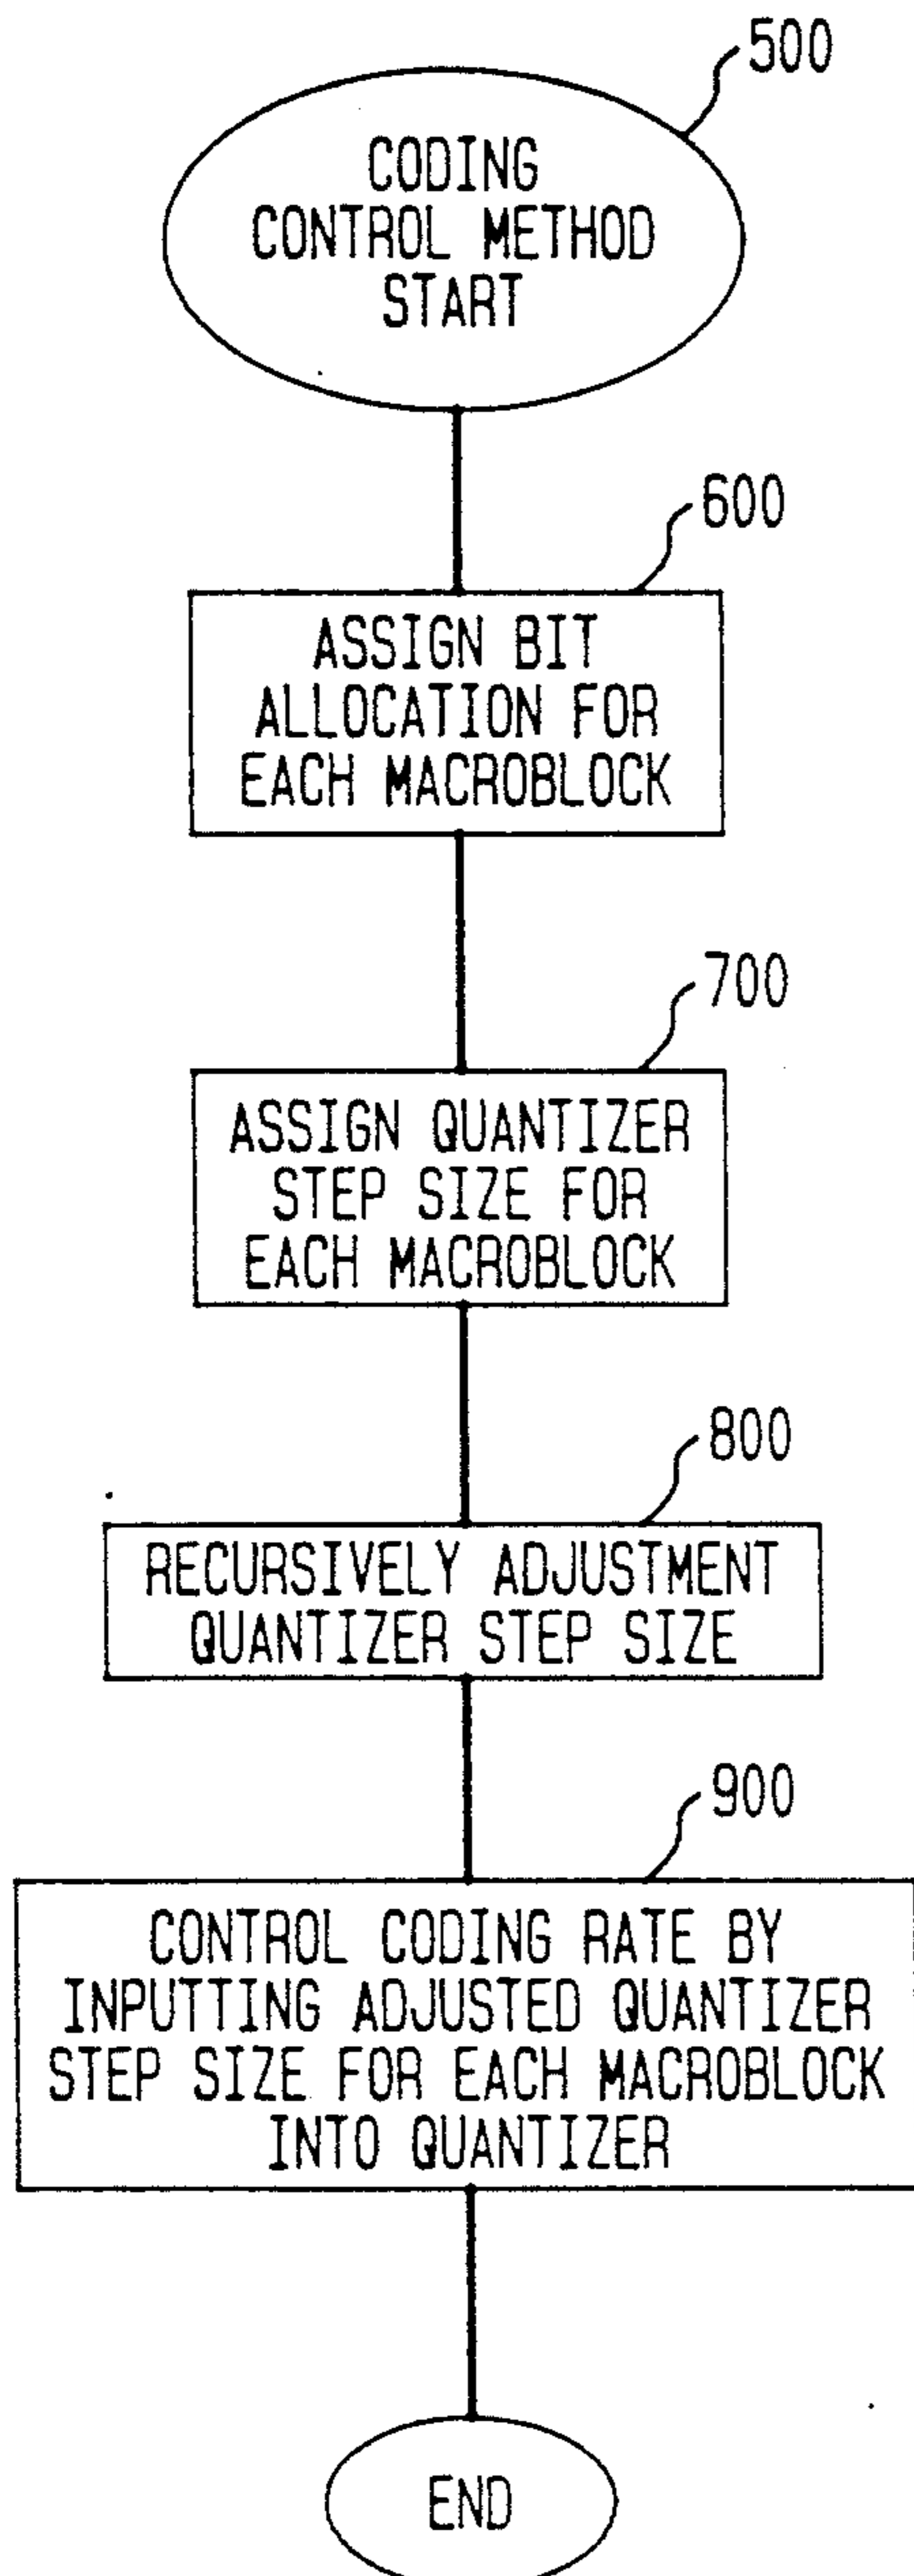 500
CODING
CONTROL METHOD
START
600
ASSIGN BIT
ALLOCATION FOR
EACH MACROBLOCK
700
ASSIGN QUANTIZER
STEP SIZE FOR
EACH MACROBLOCK
800
RECURSIVELY ADJUSTMENT
QUANTIZER STEP SIZE
900
CONTROL CODING RATE BY
INPUTTING ADJUSTED QUANTIZER
STEP SIZE FOR EACH MACROBLOCK
INTO QUANTIZER
END